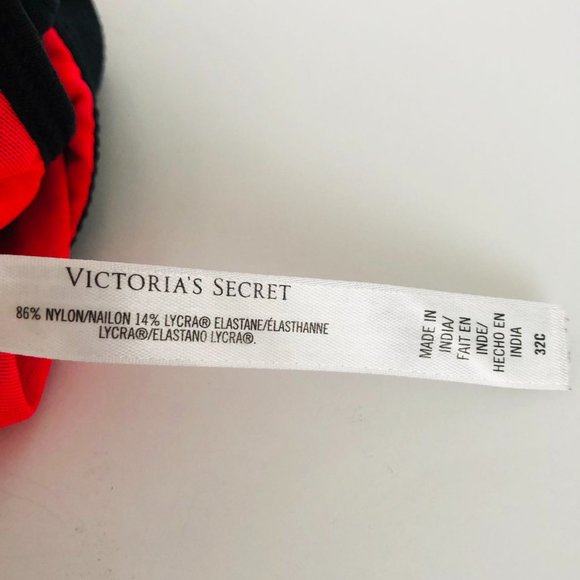 VICTORIA'S SECRET
86% NYLON/NAILON 14% LYCRA® ELASTANE/ÉLASTHANNE
LYCRA®/ELASTANO LYCRA®.
MADE IN
INDIA/
FAIT EN
INDE/
HECHO EN
INDIA
32C